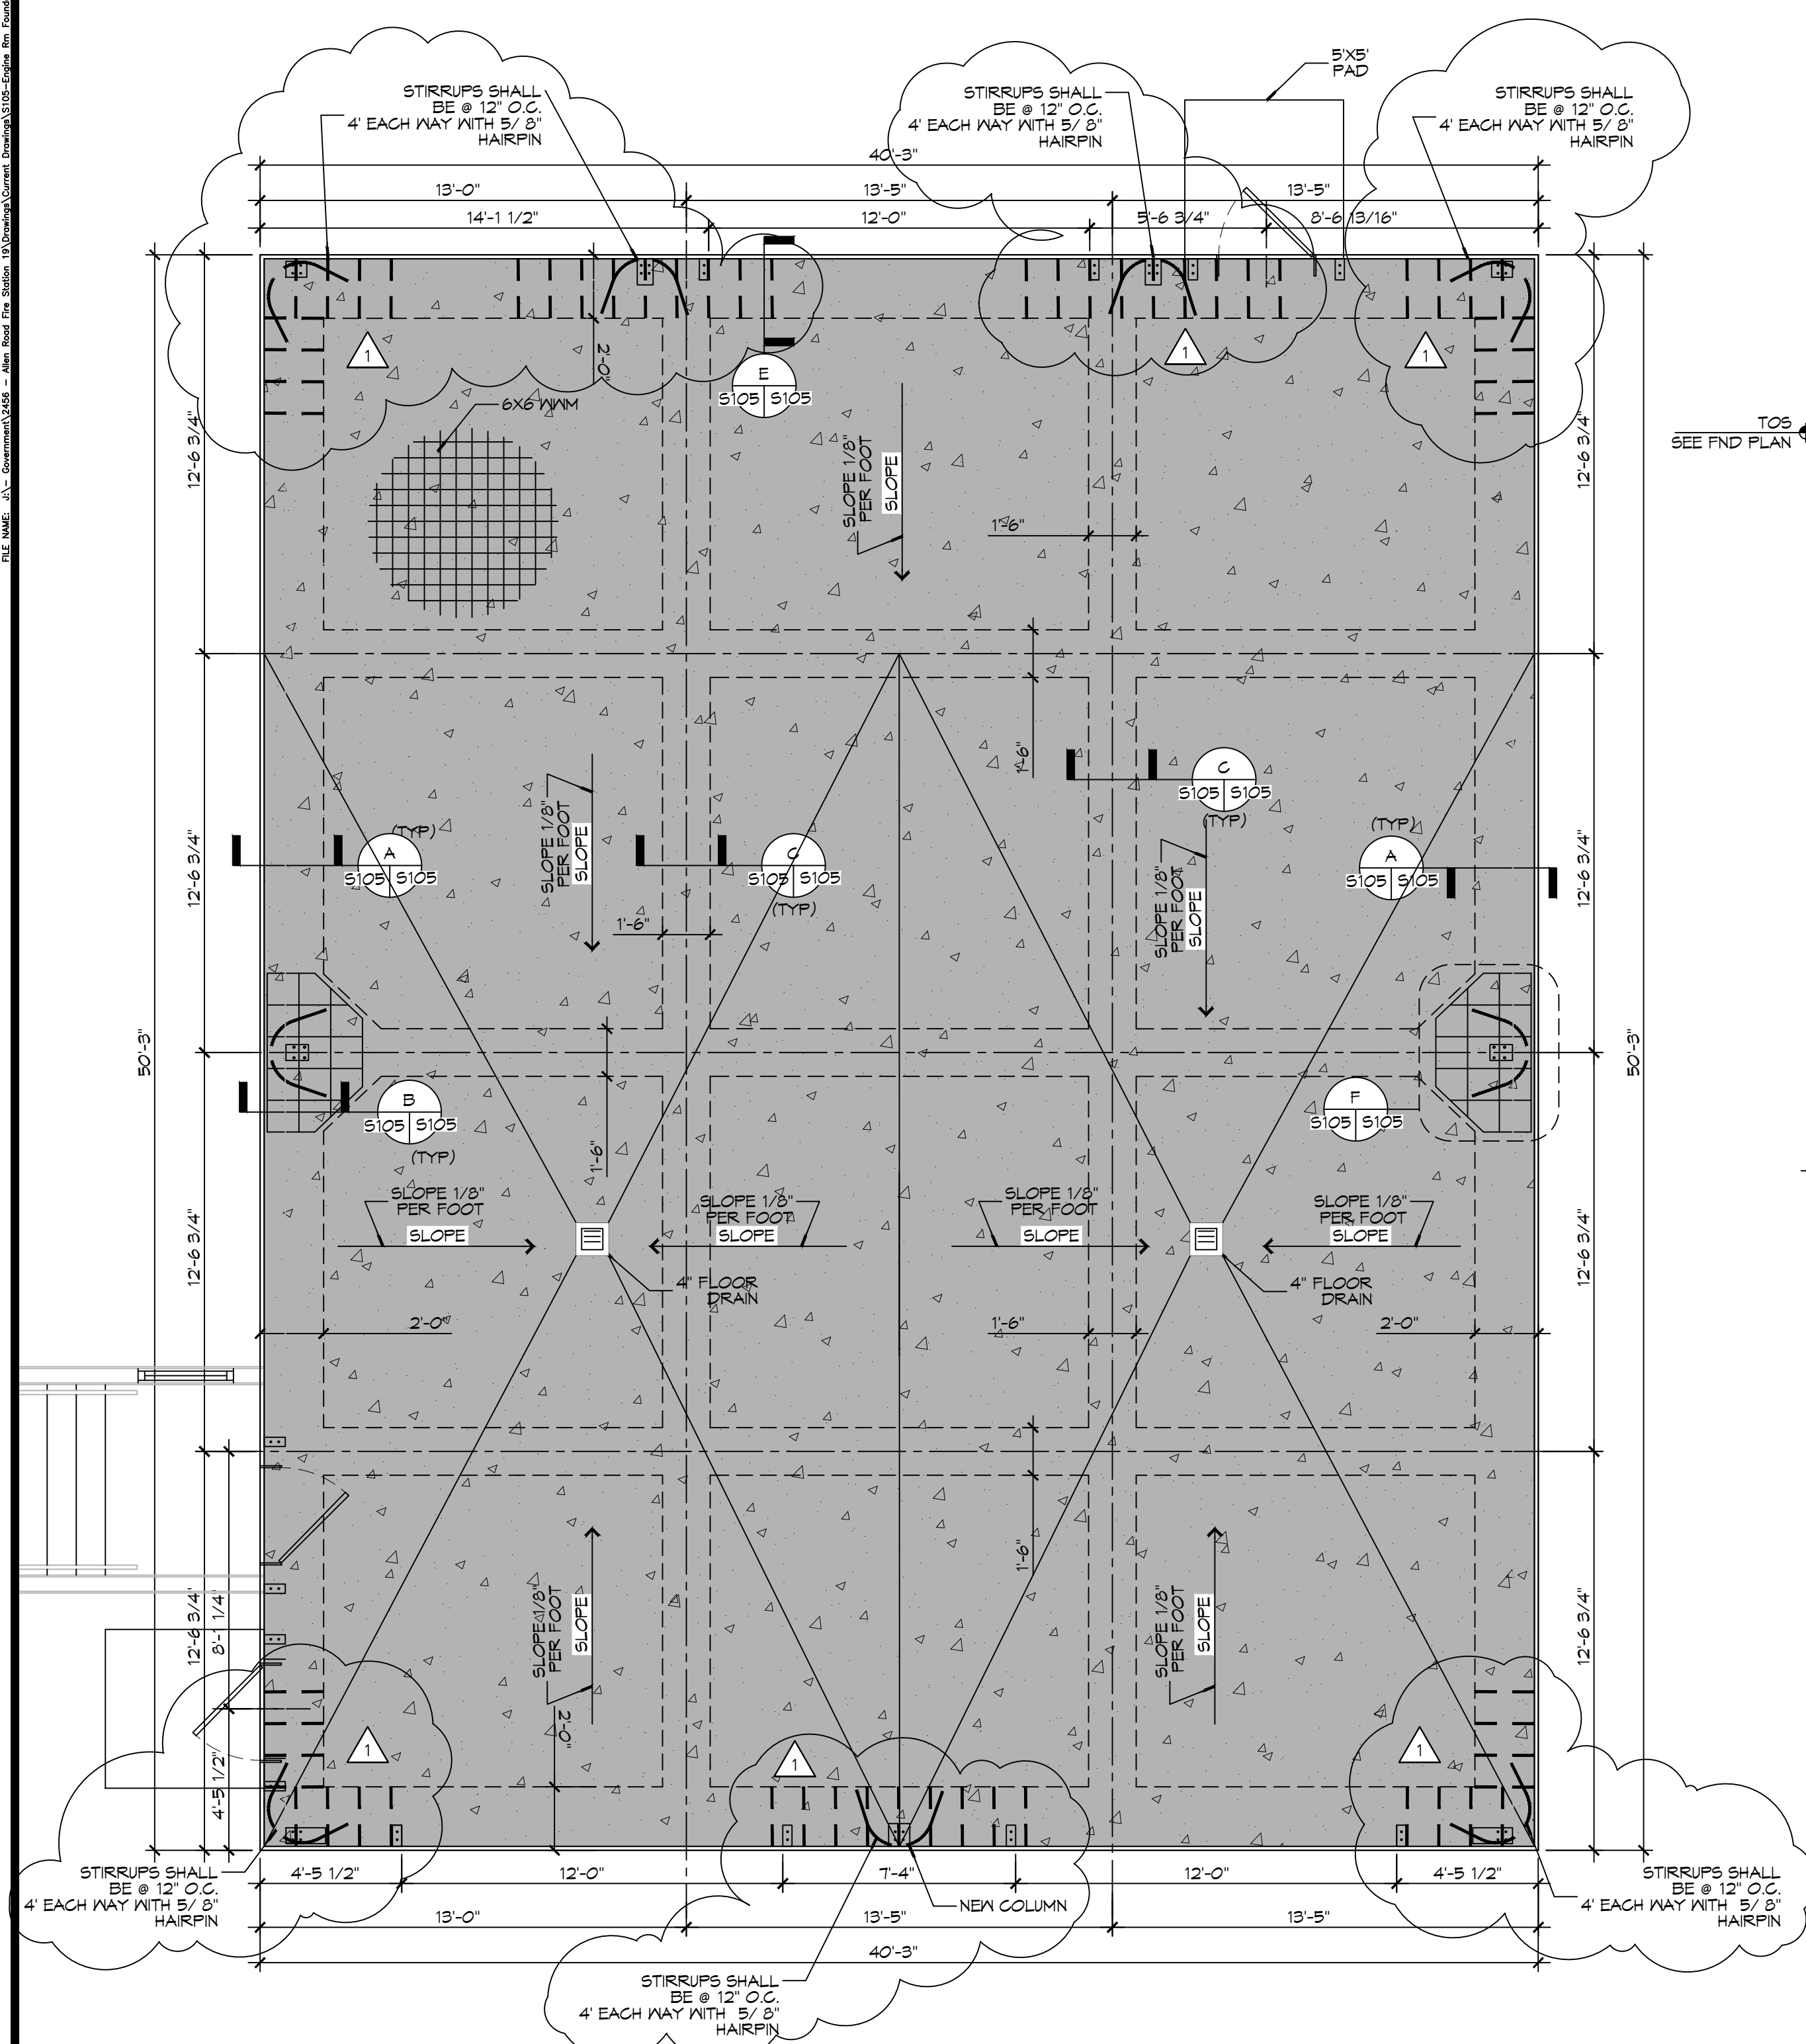 FILE NAME: J:\- Government\2456 - Allen Road Fire Station 19\Drawings\Current Drawings\S105-Engine Rm
5'X5'
PAD
STIRRUPS SHALL
BE @ 12" O.C.
4' EACH WAY WITH 5/ 8"
HAIRPIN
STIRRUPS SHALL
BE @ 12" O.C.
4' EACH WAY WITH 5/ 8"
HAIRPIN
STIRRUPS SHALL
BE @ 12" O.C.
4' EACH WAY WITH 5/ 8"
HAIRPIN
40'-3"
13'-0"
13'-5"
13'-5"
14'-1 1/2"
12'-0"
5'-6 3/4"
8'-6 13/16"
1
1
1
2'-0"
E
S105
S105
6X6 WWM
12'-6 3/4"
12'-6 3/4"
TOS
SEE FND PLAN
SLOPE 1/8"
PER FOOT
SLOPE
1'-6"
1'-6"
C
S105
S105
(TYP)
(TYP)
A
S105
S105
SLOPE 1/8"
PER FOOT
SLOPE
C
S105
S105
(TYP)
SLOPE 1/8"
PER FOOT
SLOPE
(TYP)
A
S105
S105
12'-6 3/4"
12'-6 3/4"
1'-6"
50'-3"
50'-3"
B
S105
S105
(TYP)
F
S105
S105
1'-6"
SLOPE 1/8"
PER FOOT
SLOPE
SLOPE 1/8"
PER FOOT
SLOPE
SLOPE 1/8"
PER FOOT
SLOPE
SLOPE 1/8"
PER FOOT
SLOPE
12'-6 3/4"
12'-6 3/4"
4" FLOOR
DRAIN
4" FLOOR
DRAIN
2'-0"
1'-6"
2'-0"
1'-6"
12'-6 3/4"
8'-1 1/4"
SLOPE 1/8"
PER FOOT
SLOPE
SLOPE 1/8"
PER FOOT
SLOPE
12'-6 3/4"
2'-0"
1
1
1
4'-5 1/2"
STIRRUPS SHALL
BE @ 12" O.C.
4' EACH WAY WITH 5/ 8"
HAIRPIN
4'-5 1/2"
12'-0"
7'-4"
12'-0"
4'-5 1/2"
STIRRUPS SHALL
BE @ 12" O.C.
4' EACH WAY WITH 5/ 8"
HAIRPIN
NEW COLUMN
13'-0"
13'-5"
13'-5"
40'-3"
STIRRUPS SHALL
BE @ 12" O.C.
4' EACH WAY WITH 5/ 8"
HAIRPIN